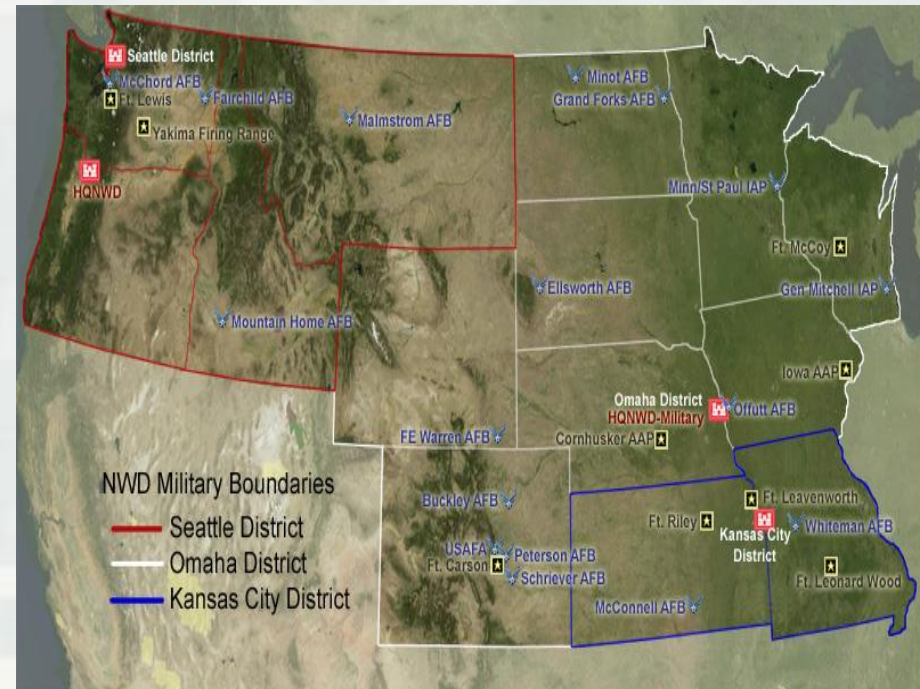 Seattle District
McChord AFB
Ft. Lewis
Fairchild AFB
Yakima Firing Range
HQNWD
Malmstrom AFB
Minot AFB
Grand Forks AFB
Minn/St Paul IAP
Ft. McCoy
Gen Mitchell IAP
Ellsworth AFB
Mountain Home AFB
Iowa AAP
Omaha District
HQNWD-Military
Offutt AFB
Cornhusker AAP
FE Warren AFB
Buckley AFB
USAFA
Peterson AFB
Ft. Carson
Schriever AFB
Ft. Leavenworth
Ft. Riley
Whiteman AFB
Kansas City
District
Ft. Leonard Wood
McConnell AFB
NWD Military Boundaries
Seattle District
Omaha District
Kansas City District